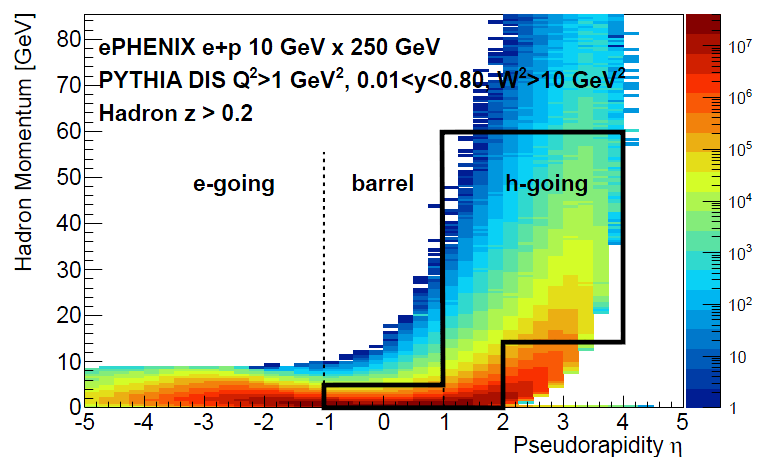 ePHENIX e+p 10 GeV x 250 GeV
PYTHIA DIS Q²>1 GeV², 0.01<y<0.80, W²>10 GeV²
Hadron z > 0.2
e-going barrel h-going
Hadron Momentum [GeV]
80
70
60
50
40
30
20
10
0
-5 -4 -3 -2 -1 0 1 2 3 4 5
Pseudorapidity η
10⁷
10⁶
10⁵
10⁴
10³
10²
10
1